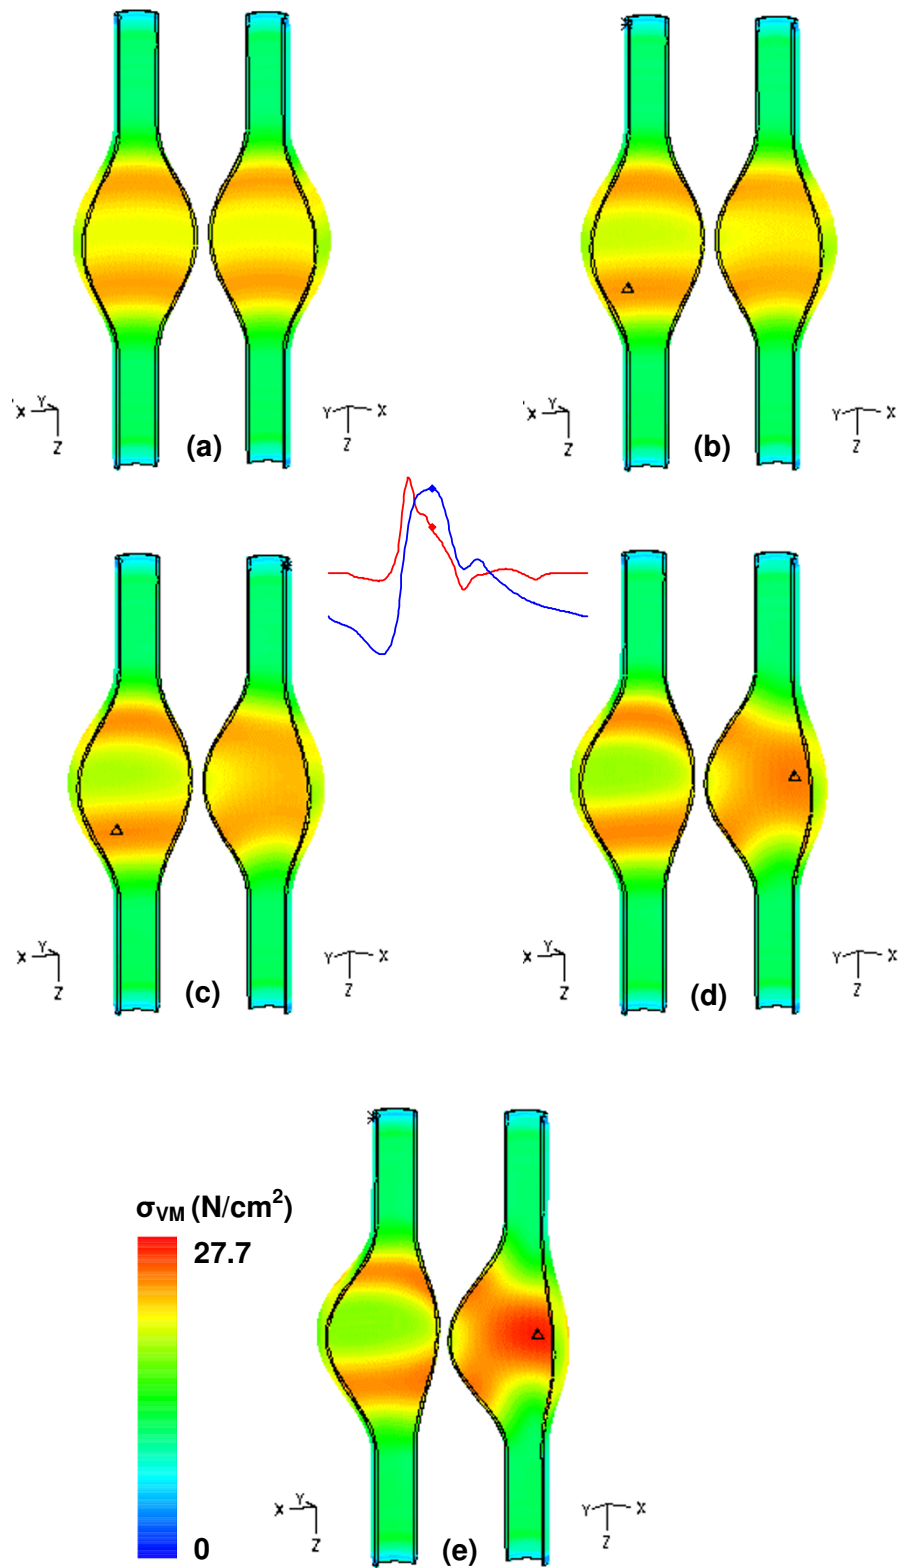 X Y Z
(a)
Y X Z
X Y Z
(b)
Y X Z
X Y Z
(c)
Y X Z
X Y Z
(d)
Y X Z
σVM (N/cm²)
27.7
0
X Y Z
(e)
Y X Z